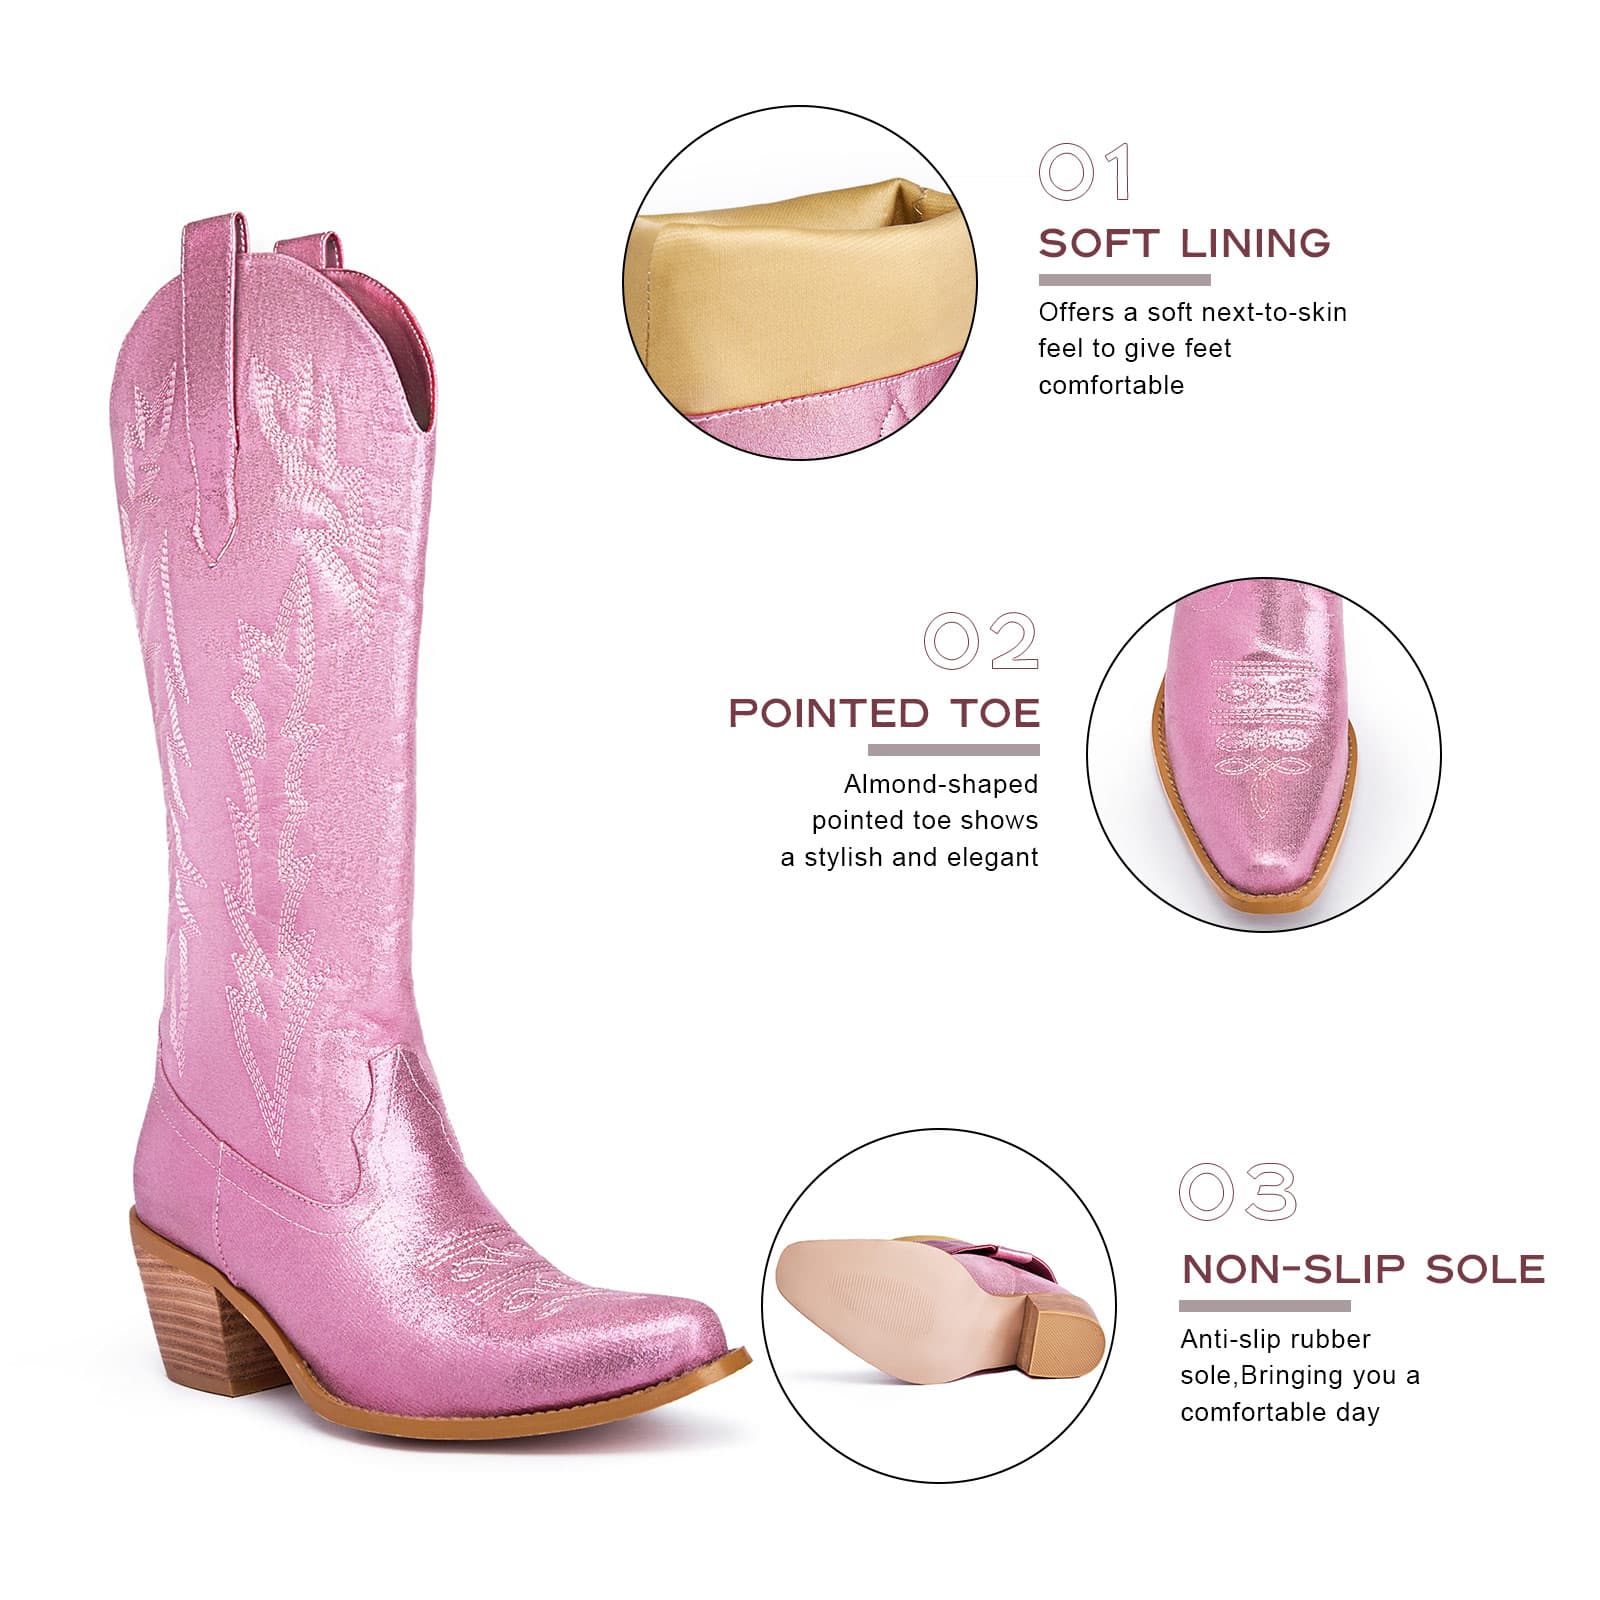 01
SOFT LINING
Offers a soft next-to-skin
feel to give feet
comfortable
02
POINTED TOE
Almond-shaped
pointed toe shows
a stylish and elegant
03
NON-SLIP SOLE
Anti-slip rubber
sole,Bringing you a
comfortable day